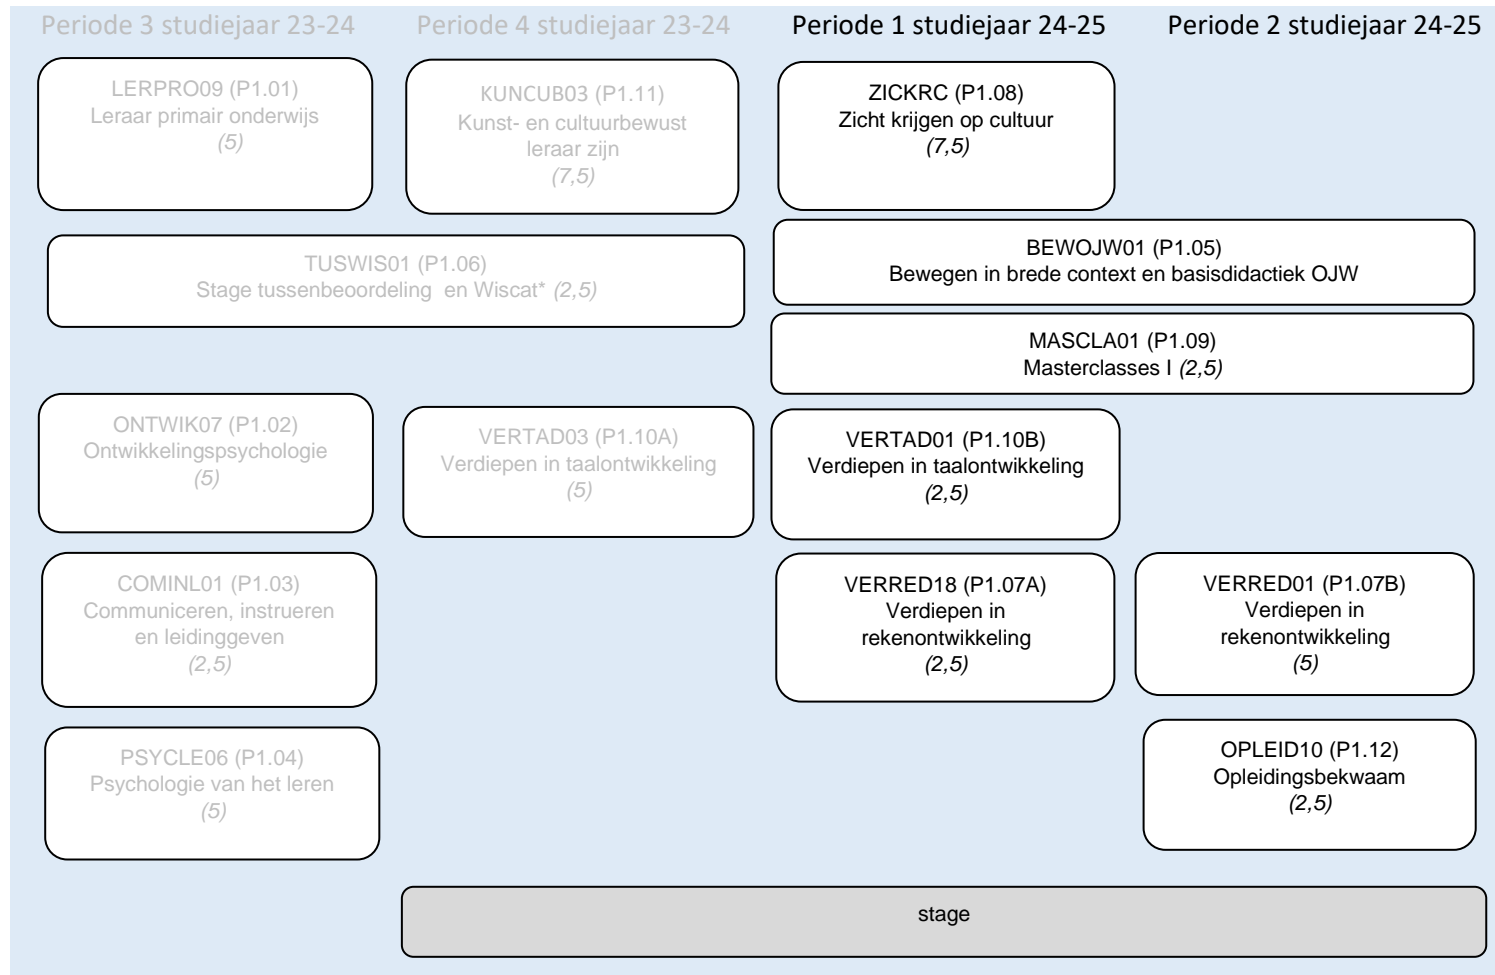 Periode 3 studiejaar 23-24
Periode 4 studiejaar 23-24
Periode 1 studiejaar 24-25
Periode 2 studiejaar 24-25
LERPRO09 (P1.01)
Leraar primair onderwijs
(5)
KUNCUB03 (P1.11)
Kunst- en cultuurbewust
leraar zijn
(7,5)
ZICKRC (P1.08)
Zicht krijgen op cultuur
(7,5)
TUSWIS01 (P1.06)
Stage tussenbeoordeling  en Wiscat* (2,5)
BEWOJW01 (P1.05)
Bewegen in brede context en basisdidactiek OJW
MASCLA01 (P1.09)
Masterclasses I (2,5)
ONTWIK07 (P1.02)
Ontwikkelingspsychologie
(5)
VERTAD03 (P1.10A)
Verdiepen in taalontwikkeling
(5)
VERTAD01 (P1.10B)
Verdiepen in taalontwikkeling
(2,5)
COMINL01 (P1.03)
Communiceren, instrueren
en leidinggeven
(2,5)
VERRED18 (P1.07A)
Verdiepen in
rekenontwikkeling
(2,5)
VERRED01 (P1.07B)
Verdiepen in
rekenontwikkeling
(5)
PSYCLE06 (P1.04)
Psychologie van het leren
(5)
OPLEID10 (P1.12)
Opleidingsbekwaam
(2,5)
stage